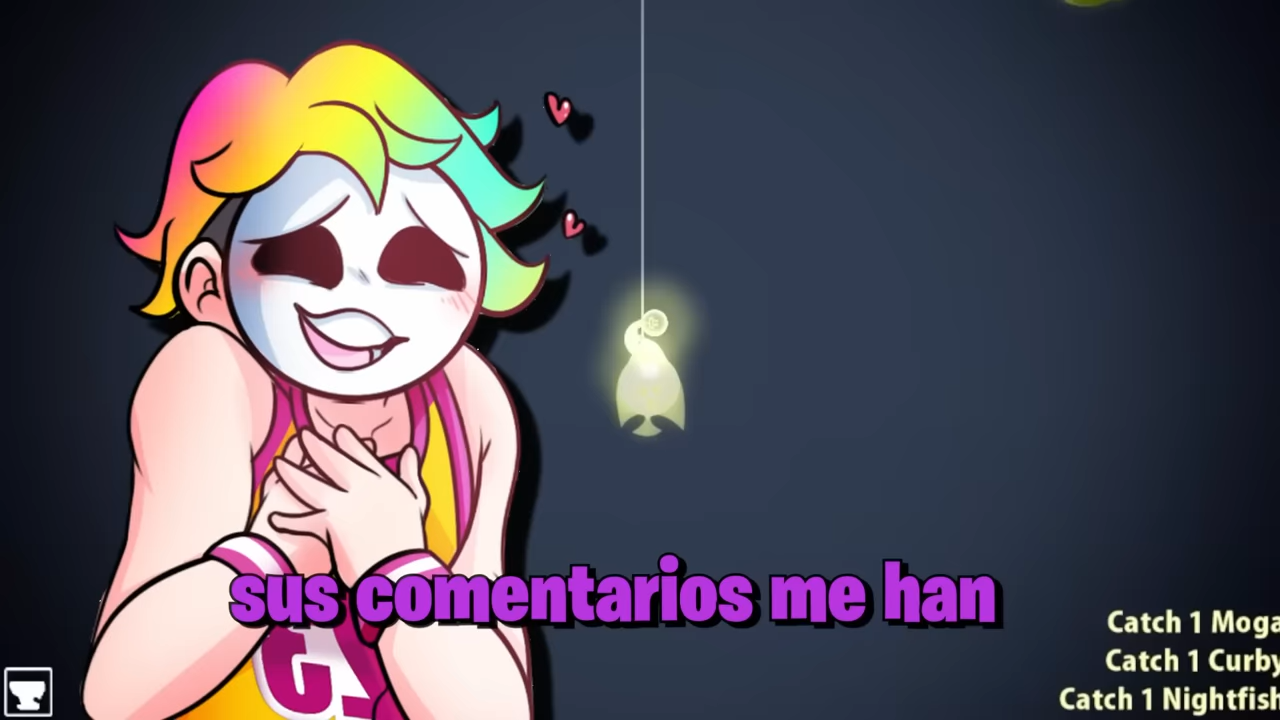 sus comentarios me han
Catch 1 Moga
Catch 1 Curby
Catch 1 Nightfish